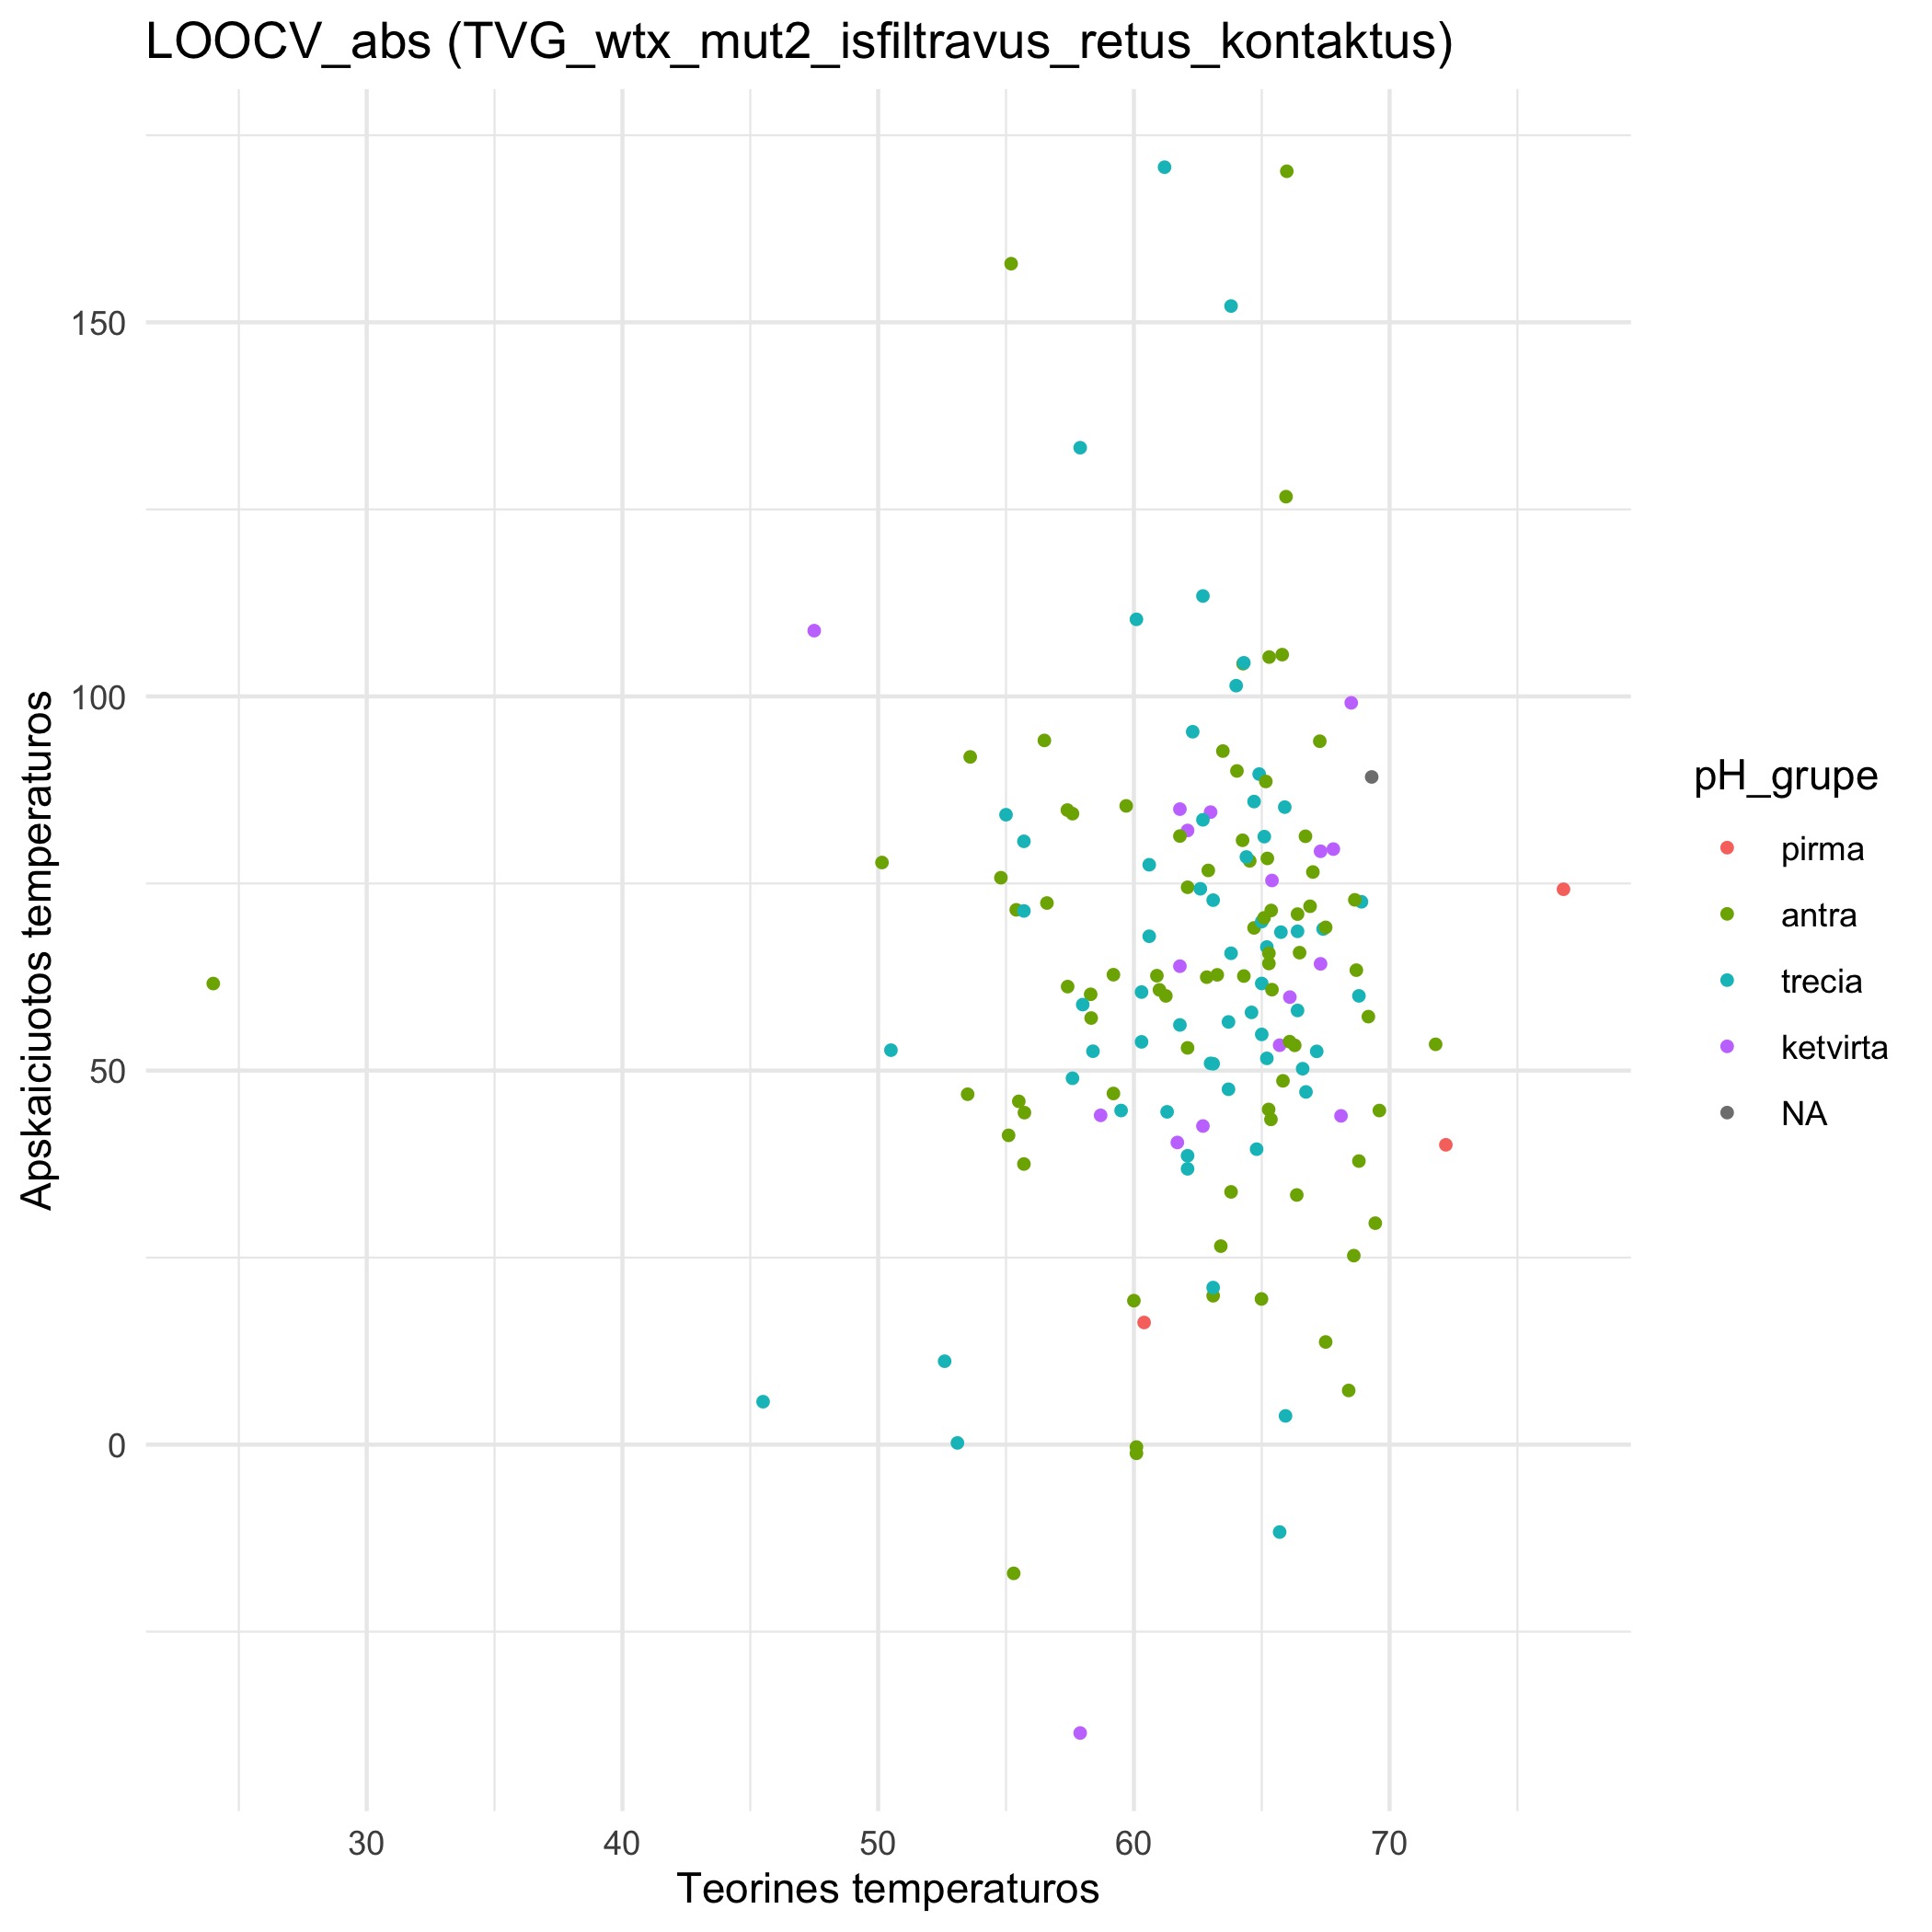 LOOCV_abs (TVG_wtx_mut2_isfiltravus_retus_kontaktus)
Apskaiciuotos temperaturos
150
100
50
0
30 40 50 60 70
Teorines temperaturos
pH_grupe
pirma
antra
trecia
ketvirta
NA